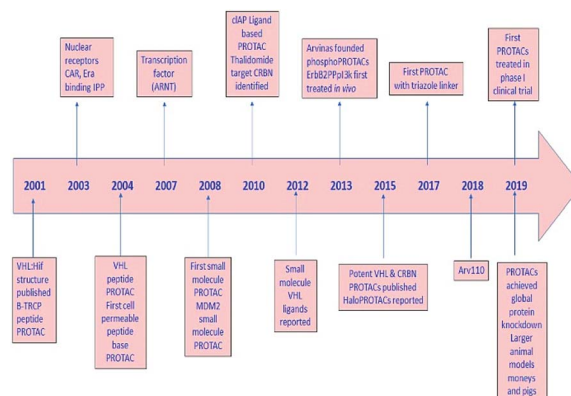 Nuclear
receptors
CAR, Era
binding IPP
Transcription
factor
(ARNT)
cIAP Ligand
based
PROTAC
Thalidomide
target CRBN
identified
Arvinas founded
phosphoPROTACs
ErbB2PPpI3k first
treated in vivo
First PROTAC
with triazole linker
First
PROTACs
treated in
phase I
clinical trial
2001 2003 2004 2007 2008 2010 2012 2013 2015 2017 2018 2019
VHL:Hif
structure
published
B-TRCP
peptide
PROTAC
VHL
peptide
PROTAC
First cell
permeable
peptide
base
PROTAC
First small
molecule
PROTAC
MDM2
small
molecule
PROTAC
Small
molecule
VHL
ligands
reported
Potent VHL & CRBN
PROTACs published
HaloPROTACs reported
Arv110
PROTACs
achieved
global
protein
knockdown
Larger
animal
models
moneys
and pigs